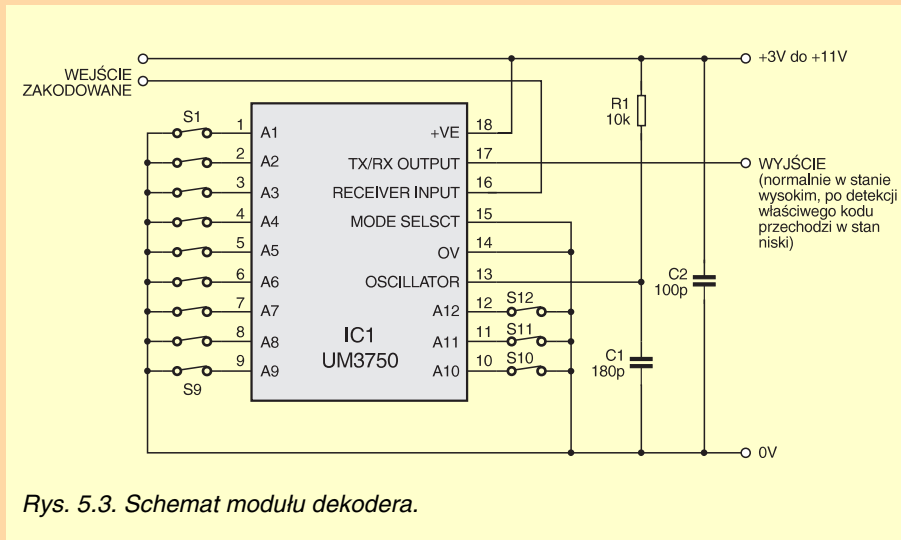 WEJŚCIE
ZAKODOWANE
+3V do +11V
R1
10k
S1
1 A1
2 A2
3 A3
4 A4
5 A5
6 A6
7 A7
8 A8
9 A9
S9
+VE 18
TX/RX OUTPUT 17
RECEIVER INPUT 16
MODE SELSCT 15
OV 14
OSCILLATOR 13
A12 12 S12
A11 11 S11
A10 10 S10
IC1
UM3750
WYJŚCIE
(normalnie w stanie
wysokim, po detekcji
właściwego kodu
przechodzi w stan
niski)
C2
100p
C1
180p
0V
Rys. 5.3. Schemat modułu dekodera.